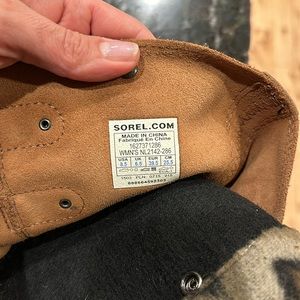 SOREL.COM
MADE IN CHINA
Fabriqué En Chine
1627371286
WMN'S NL2142-286
USA UK EUR CM
8.5 6.5 39.5 25.5